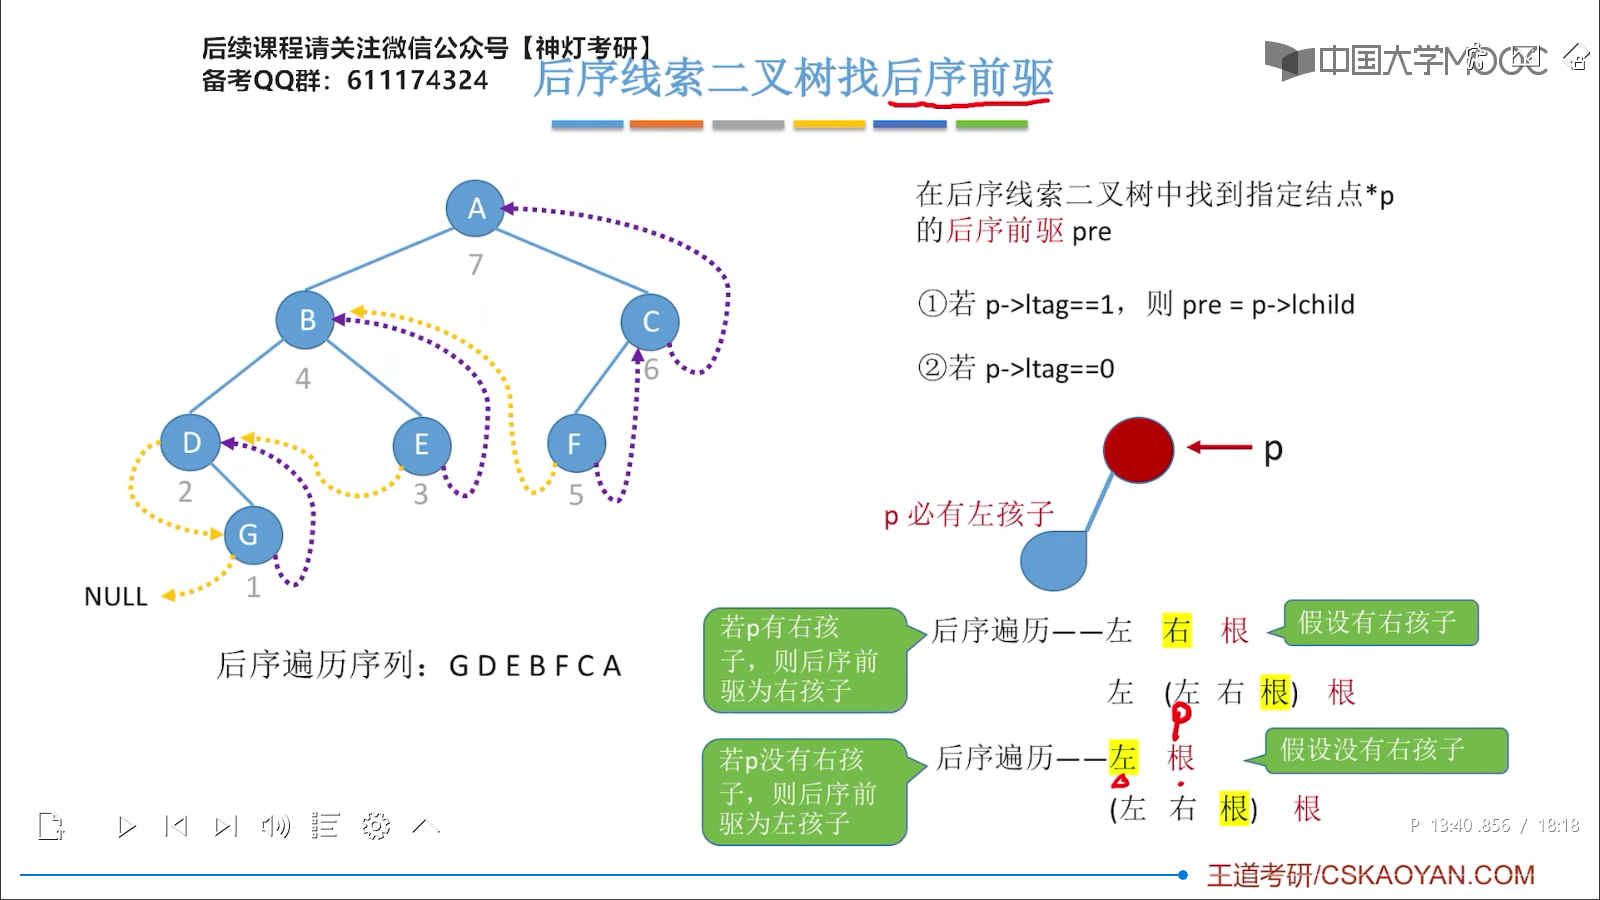 后续课程请关注微信公众号【神灯考研】
备考QQ群：611174324
中国大学MOOC
后序线索二叉树找后序前驱
在后序线索二叉树中找到指定结点*p
的后序前驱 pre
①若 p->ltag==1，则 pre = p->lchild
②若 p->ltag==0
A
7
B
C
4
6
D
E
F
2
3
5
G
1
NULL
后序遍历序列：G D E B F C A
p
p 必有左孩子
若p有右孩
子，则后序前
驱为右孩子
后序遍历——左 右 根
假设有右孩子
左 (左 右 根) 根
P
若p没有右孩
子，则后序前
驱为左孩子
后序遍历——左 根
假设没有右孩子
(左 右 根) 根
P 13:40.856 / 18:18
王道考研/CSKAOYAN.COM